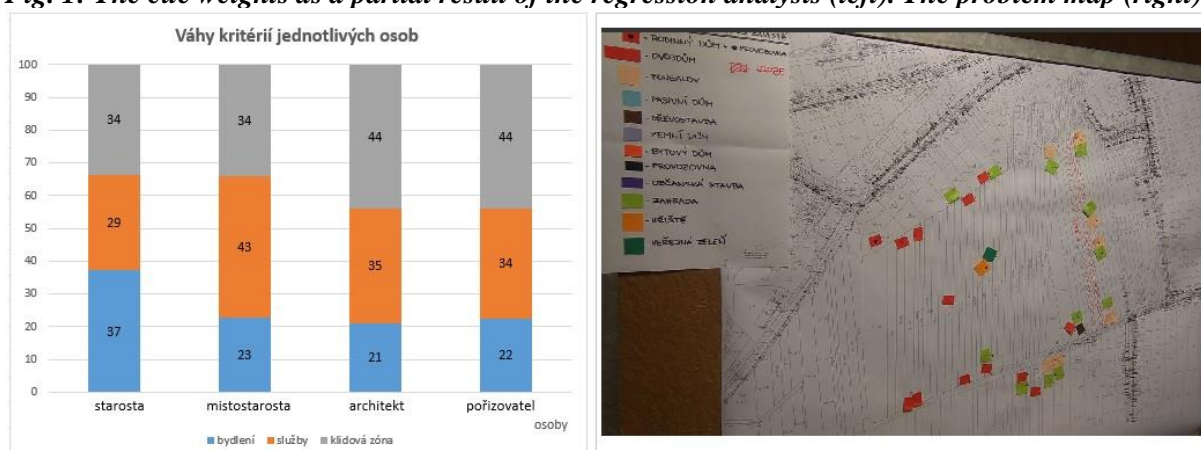 Fig. 1: The cue weights as a partial result of the regression analysis (left). The problem map (right)
Váhy kritérií jednotlivých osob
100
90
80
70
60
50
40
30
20
10
0
34
29
37
34
43
23
44
35
21
44
34
22
starosta
mistostarosta
architekt
pořizovatel
osoby
bydlení
služby
klidová zóna
- RODINNÝ DŮM + PROVOZOVNA
- DVOJDŮM
- BUNGALOV
- PASIVNÍ DŮM
- DŘEVOSTAVBA
- BYTOVÝ DŮM
- PROVOZOVNA
- OBČANSKÁ STAVBA
- ZAHRADA
- HŘIŠTĚ
- VEŘEJNÁ ZELEŇ